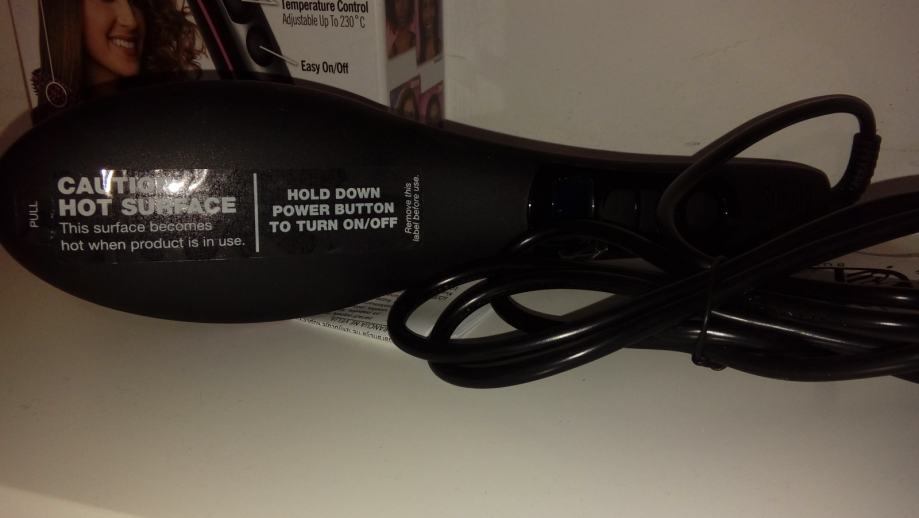 Temperature Control
Adjustable Up To 230°C
Easy On/Off
PULL
CAUTION:
HOT SURFACE
This surface becomes
hot when product is in use.
HOLD DOWN
POWER BUTTON
TO TURN ON/OFF
Remove this
label before use.